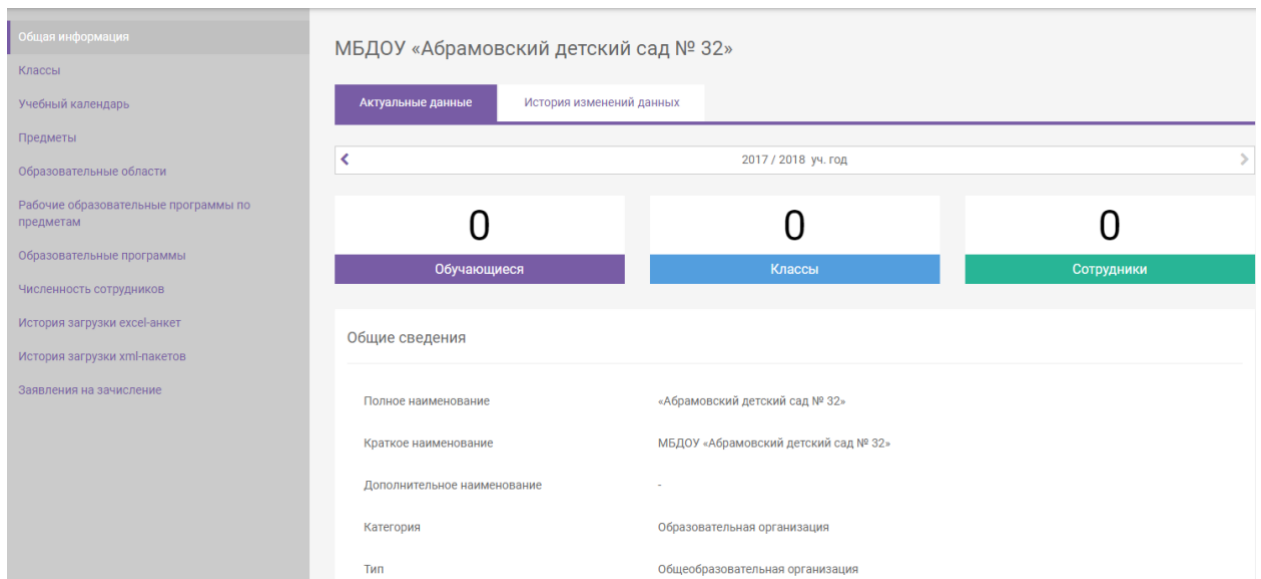 Общая информация
Классы
Учебный календарь
Предметы
Образовательные области
Рабочие образовательные программы по
предметам
Образовательные программы
Численность сотрудников
История загрузки excel-анкет
История загрузки xml-пакетов
Заявления на зачисление
МБДОУ «Абрамовский детский сад № 32»
Актуальные данные История изменений данных
2017 / 2018 уч. год
0 0 0
Обучающиеся Классы Сотрудники
Общие сведения
Полное наименование «Абрамовский детский сад № 32»
Краткое наименование МБДОУ «Абрамовский детский сад № 32»
Дополнительное наименование -
Категория Образовательная организация
Тип Общеобразовательная организация